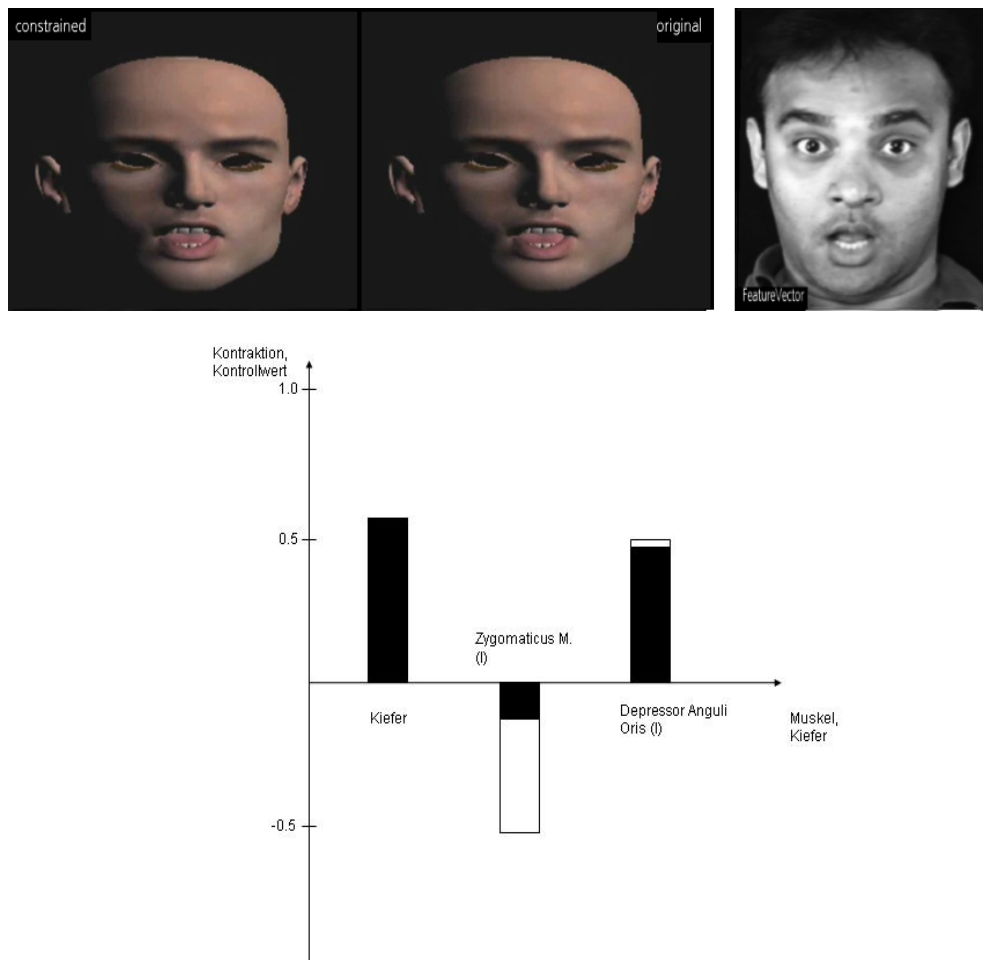 constrained
original
FeatureVector
Kontraktion,
Kontrollwert
1.0
0.5
Zygomaticus M.
(l)
Kiefer
Depressor Anguli
Oris (l)
Muskel,
Kiefer
-0.5